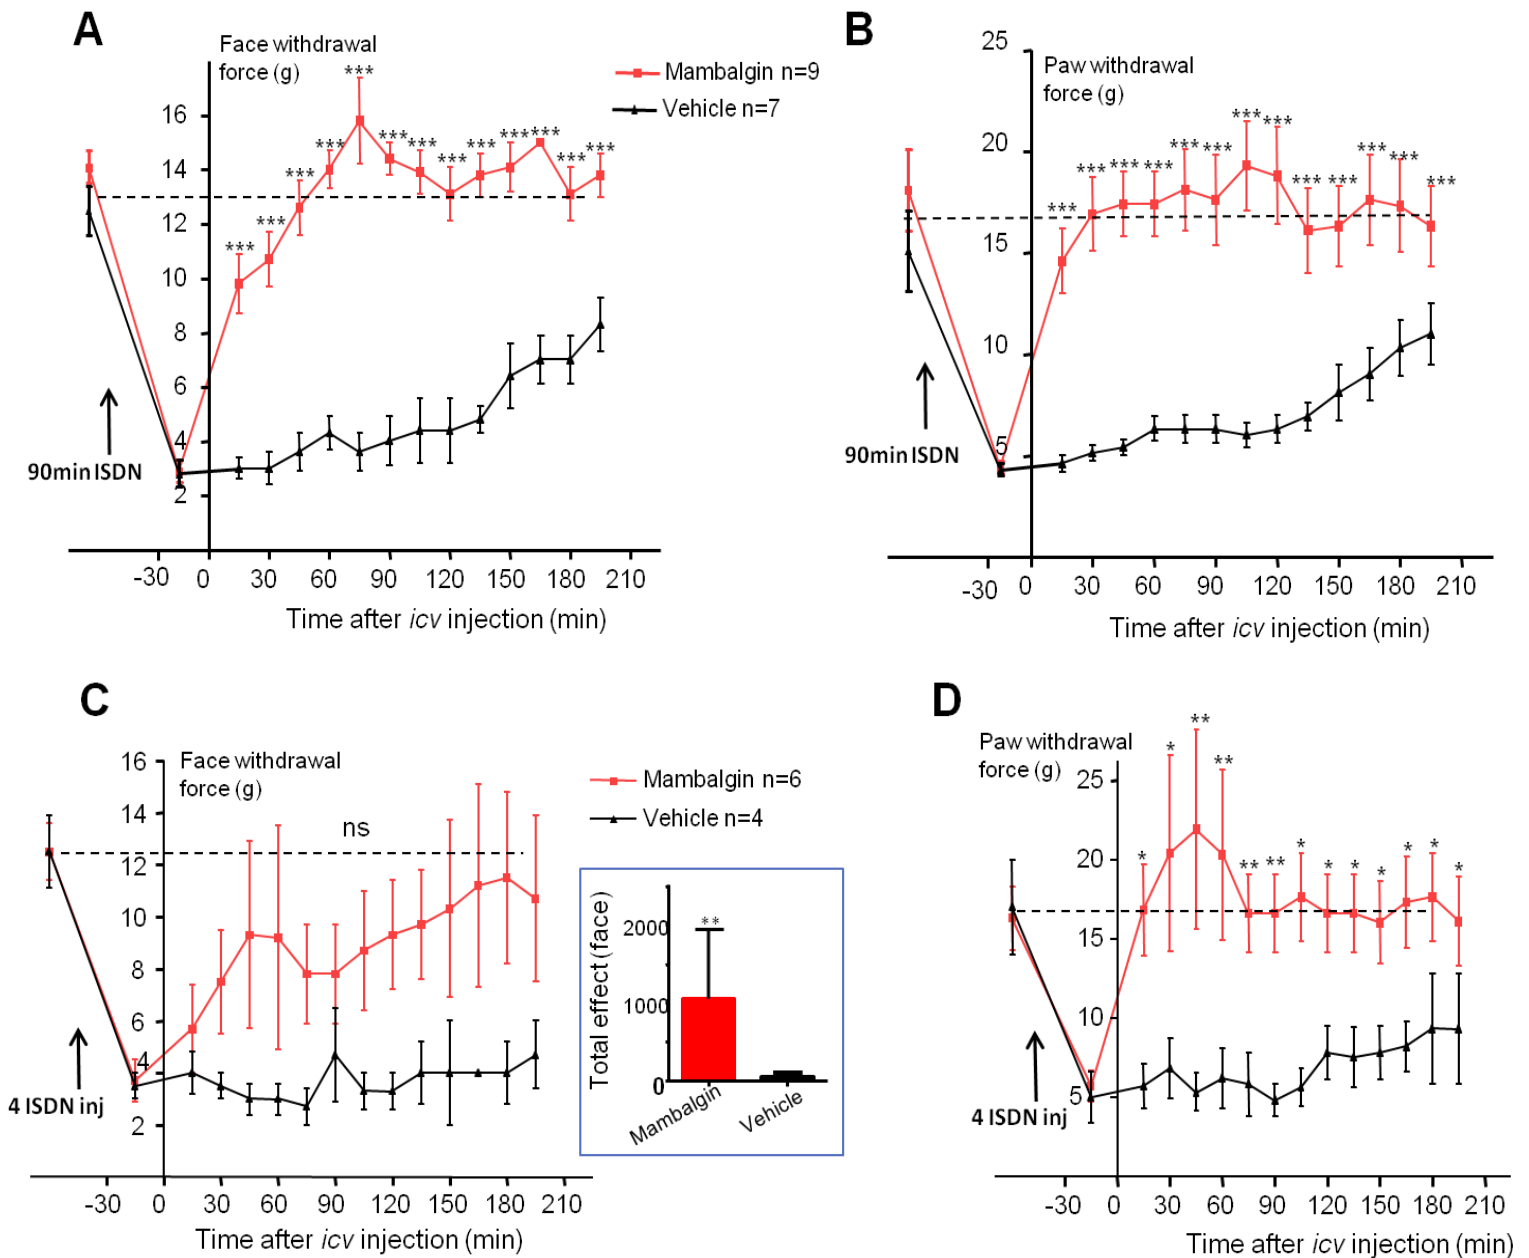 A
Face withdrawal
force (g)
***
***
***
***
***
***
***
***
***
***
***
***
***
16
14
12
10
8
6
4
2
90min ISDN
-30 0 30 60 90 120 150 180 210
Time after icv injection (min)
Mambalgin n=9
Vehicle n=7
B
Paw withdrawal
force (g)
***
***
***
***
***
***
***
***
***
***
***
***
***
25
20
15
10
5
90min ISDN
-30 0 30 60 90 120 150 180 210
Time after icv injection (min)
C
Face withdrawal
force (g)
ns
16
14
12
10
8
6
4
2
4 ISDN inj
-30 0 30 60 90 120 150 180 210
Time after icv injection (min)
Mambalgin n=6
Vehicle n=4
Total effect (face)
2000
1000
0
**
Mambalgin
Vehicle
D
Paw withdrawal
force (g)
*
*
**
**
**
**
*
*
*
*
*
*
*
25
20
15
10
5
4 ISDN inj
-30 0 30 60 90 120 150 180 210
Time after icv injection (min)